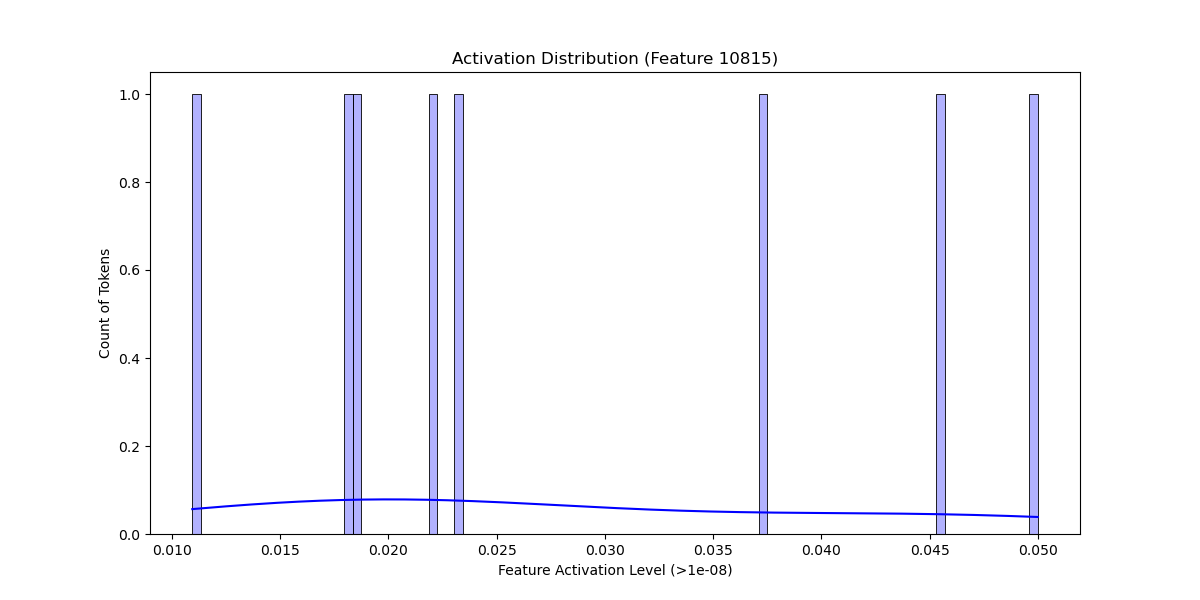 Activation Distribution (Feature 10815)
1.0
0.8
0.6
0.4
0.2
0.0
Count of Tokens
0.010 0.015 0.020 0.025 0.030 0.035 0.040 0.045 0.050
Feature Activation Level (>1e-08)